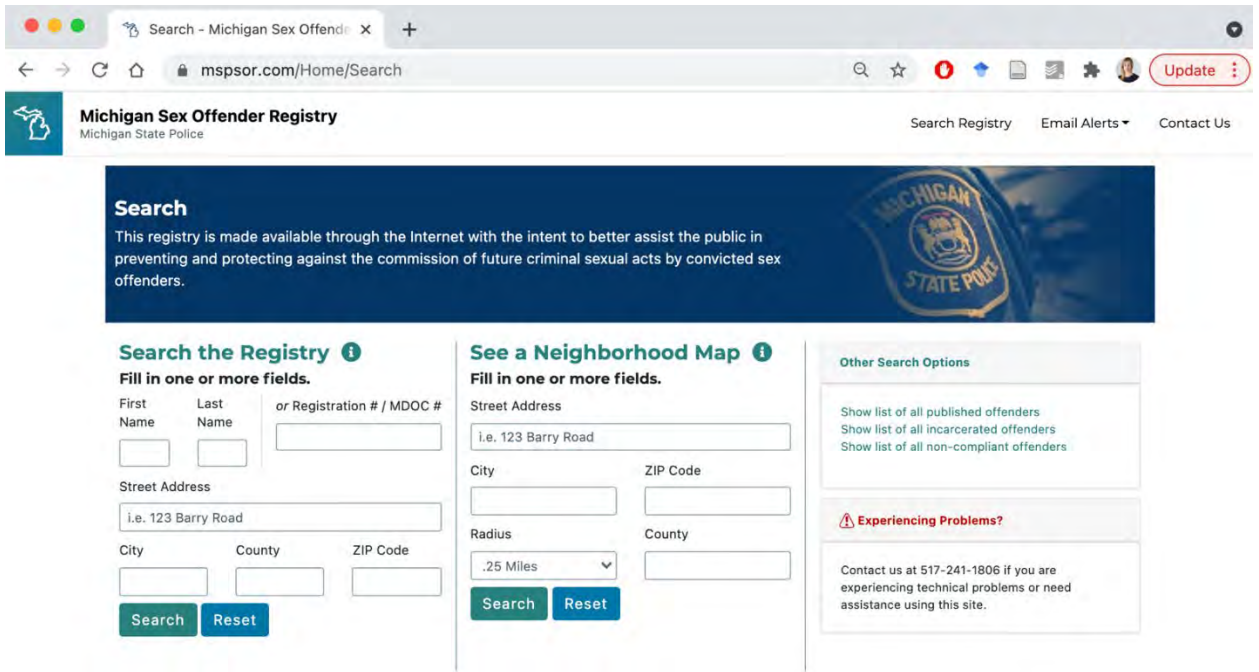 Search - Michigan Sex Offende
mspsor.com/Home/Search
Update
Michigan Sex Offender Registry
Michigan State Police
Search Registry
Email Alerts
Contact Us
Search
This registry is made available through the Internet with the intent to better assist the public in
preventing and protecting against the commission of future criminal sexual acts by convicted sex
offenders.
MICHIGAN
STATE POLICE
Search the Registry
Fill in one or more fields.
First Name
Last Name
or Registration # / MDOC #
Street Address
i.e. 123 Barry Road
City
County
ZIP Code
Search
Reset
See a Neighborhood Map
Fill in one or more fields.
Street Address
i.e. 123 Barry Road
City
ZIP Code
Radius
County
.25 Miles
Search
Reset
Other Search Options
Show list of all published offenders
Show list of all incarcerated offenders
Show list of all non-compliant offenders
Experiencing Problems?
Contact us at 517-241-1806 if you are
experiencing technical problems or need
assistance using this site.